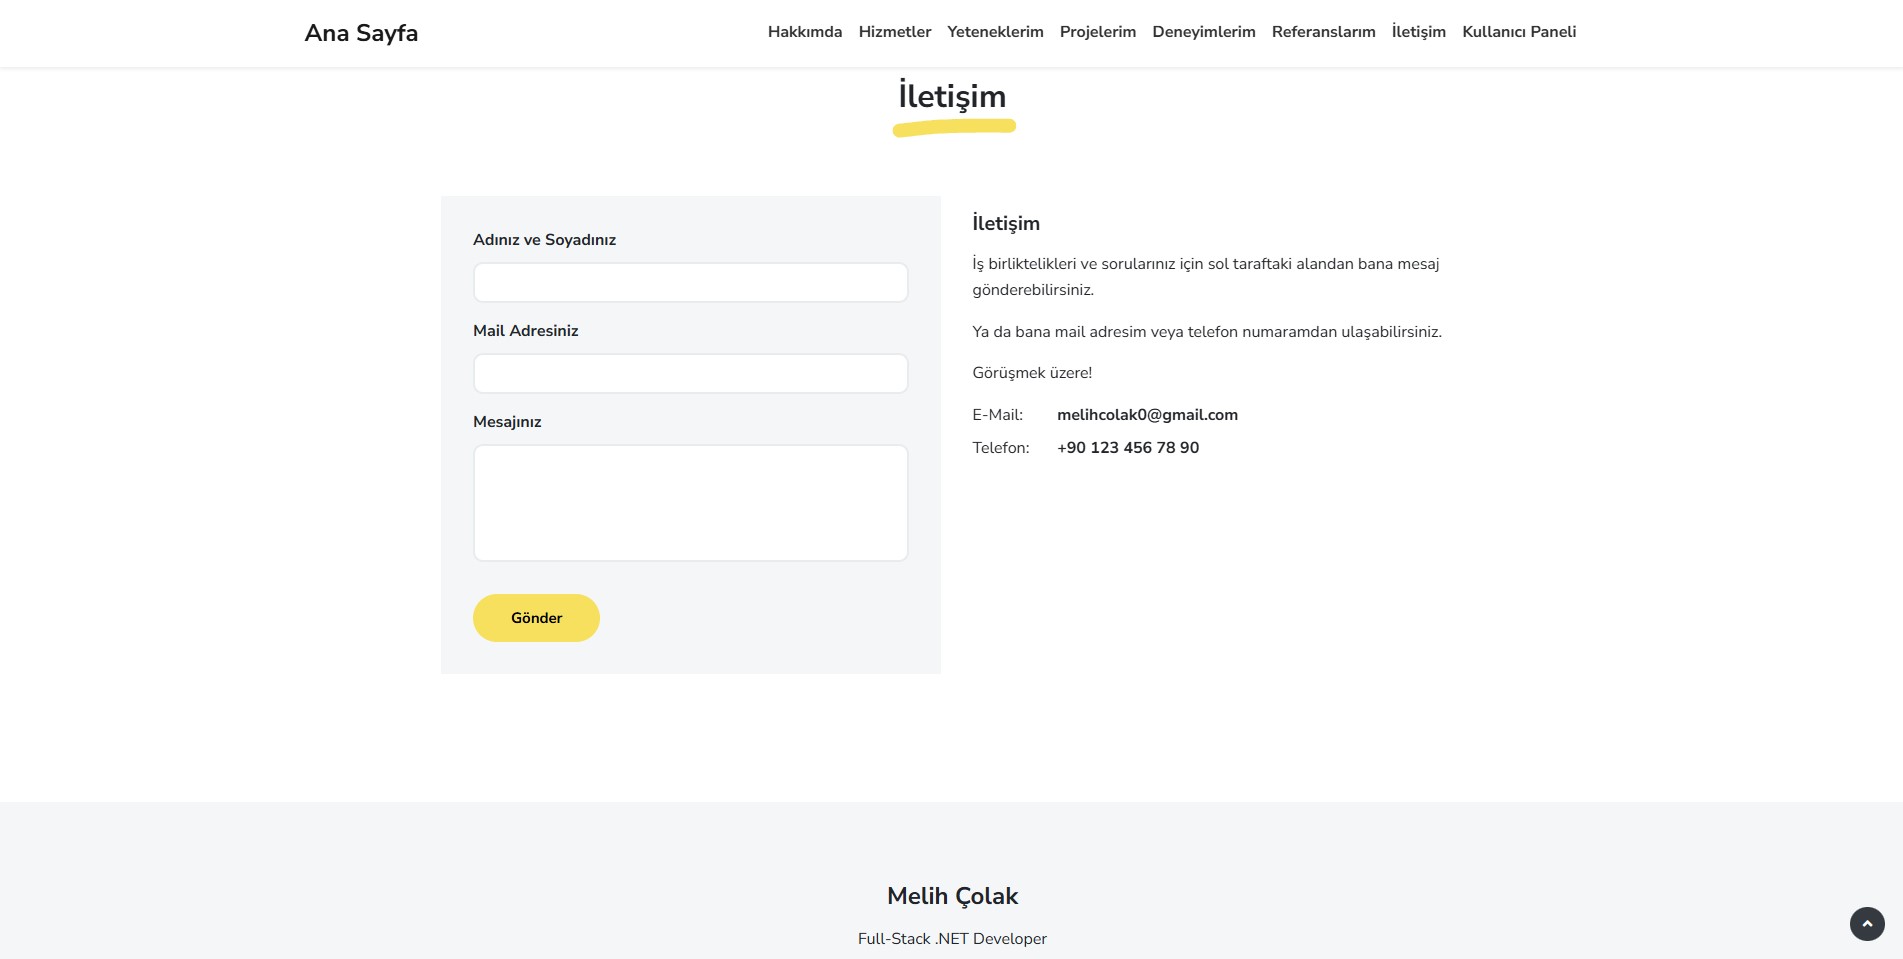 Ana Sayfa
Hakkımda Hizmetler Yeteneklerim Projelerim Deneyimlerim Referanslarım İletişim Kullanıcı Paneli
İletişim
Adınız ve Soyadınız
Mail Adresiniz
Mesajınız
Gönder
İletişim
İş birliktelikleri ve sorularınız için sol taraftaki alandan bana mesaj
gönderebilirsiniz.
Ya da bana mail adresim veya telefon numaramdan ulaşabilirsiniz.
Görüşmek üzere!
E-Mail: melihcolak0@gmail.com
Telefon: +90 123 456 78 90
Melih Çolak
Full-Stack .NET Developer